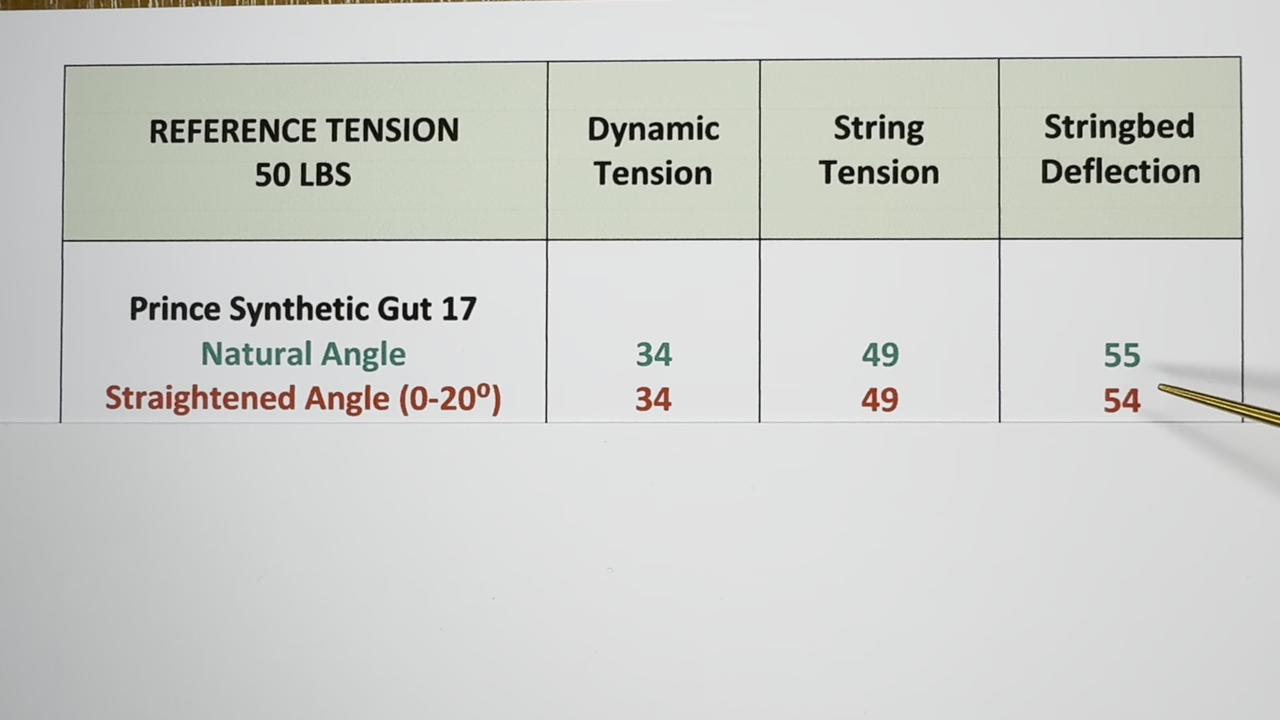 REFERENCE TENSION
50 LBS
Dynamic
Tension
String
Tension
Stringbed
Deflection
Prince Synthetic Gut 17
Natural Angle
34
49
55
Straightened Angle (0-20⁰)
34
49
54